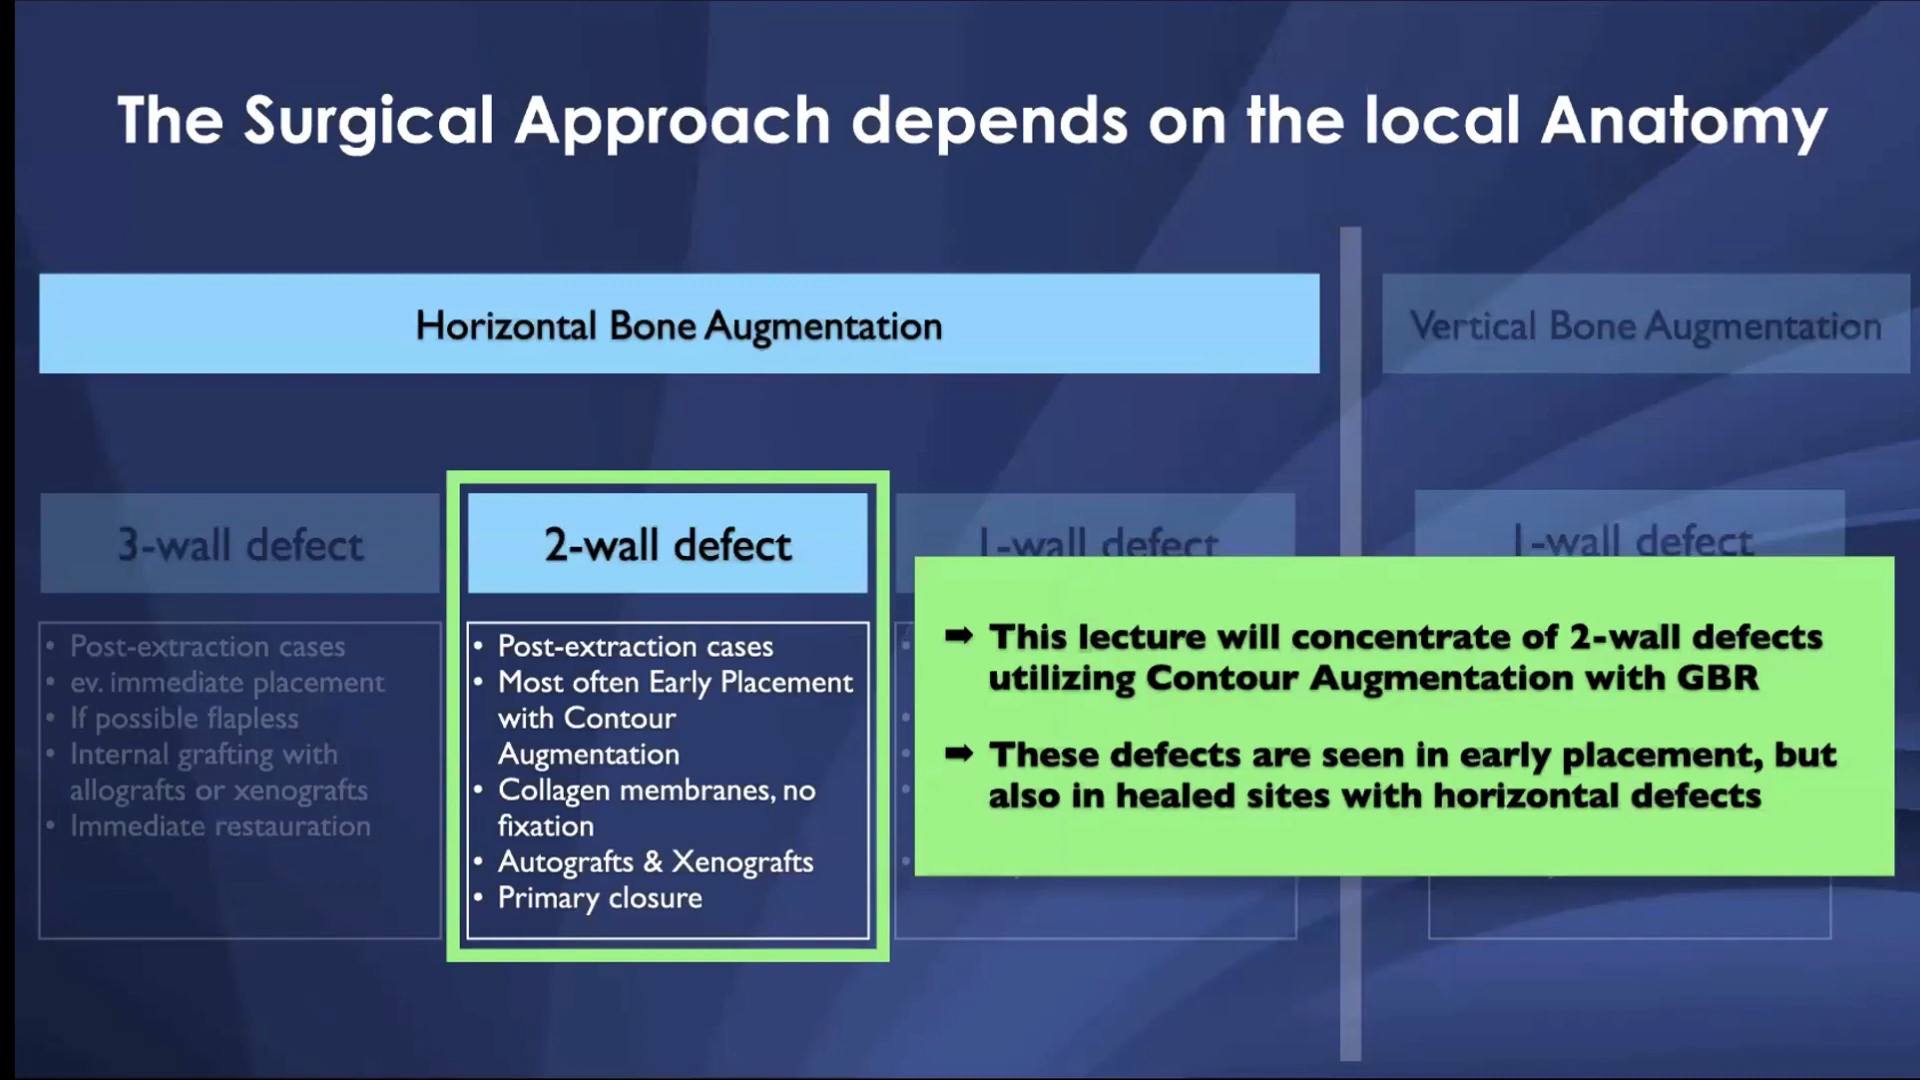 The Surgical Approach depends on the local Anatomy
Horizontal Bone Augmentation
Vertical Bone Augmentation
3-wall defect
• Post-extraction cases
• ev. immediate placement
• If possible flapless
• Internal grafting with
allografts or xenografts
• Immediate restauration
2-wall defect
• Post-extraction cases
• Most often Early Placement
with Contour
Augmentation
• Collagen membranes, no
fixation
• Autografts & Xenografts
• Primary closure
1-wall defect
1-wall defect
➡ This lecture will concentrate of 2-wall defects
utilizing Contour Augmentation with GBR
➡ These defects are seen in early placement, but
also in healed sites with horizontal defects